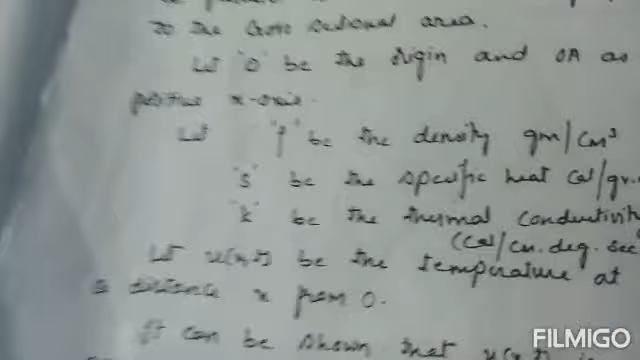 to the cross sectional area.
Let 'O' be the origin and OA as
positive x-axis.
Let 'ρ' be the density gm/cm³
's' be the specific heat cal/gr.
'k' be the thermal conductivity
(cal/cm.deg.sec
Let u(x,t) be the temperature at
a distance x from O.
It can be shown that u(x
FILMIGO